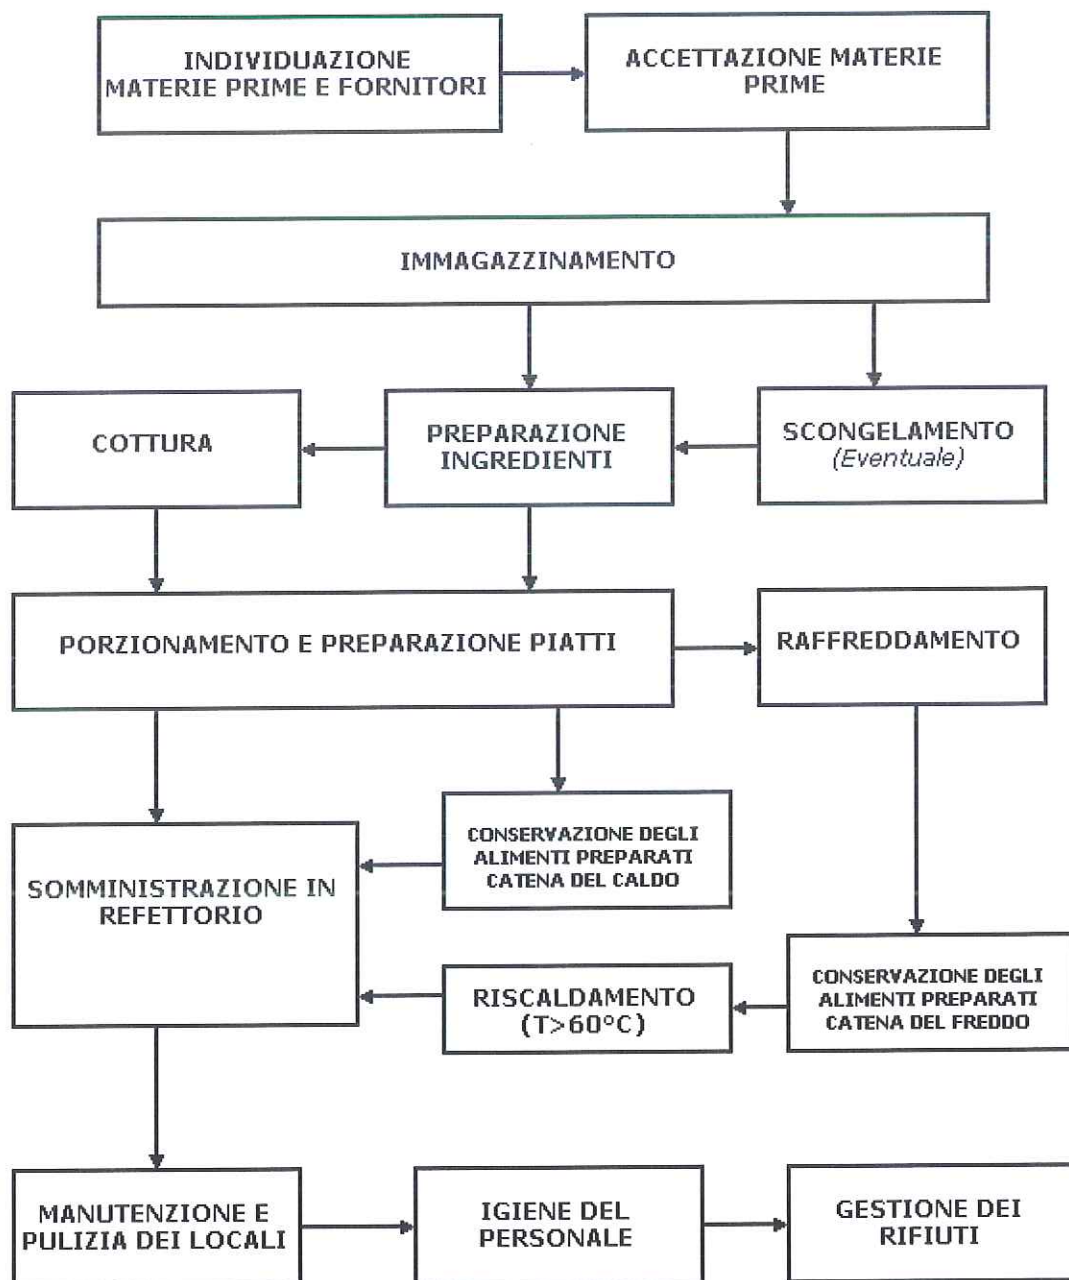 INDIVIDUAZIONE
MATERIE PRIME E FORNITORI
ACCETTAZIONE MATERIE
PRIME
IMMAGAZZINAMENTO
COTTURA
PREPARAZIONE
INGREDIENTI
SCONGELAMENTO
(Eventuale)
PORZIONAMENTO E PREPARAZIONE PIATTI
RAFFREDDAMENTO
CONSERVAZIONE DEGLI
ALIMENTI PREPARATI
CATENA DEL CALDO
SOMMINISTRAZIONE IN
REFETTORIO
RISCALDAMENTO
(T>60°C)
CONSERVAZIONE DEGLI
ALIMENTI PREPARATI
CATENA DEL FREDDO
MANUTENZIONE E
PULIZIA DEI LOCALI
IGIENE DEL
PERSONALE
GESTIONE DEI
RIFIUTI